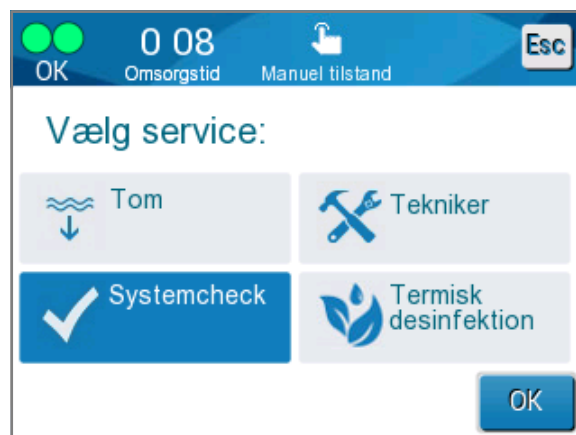 0 08
Esc
OK
Omsorgstid
Manuel tilstand
Vælg service:
Tom
Tekniker
Systemcheck
Termisk
desinfektion
OK